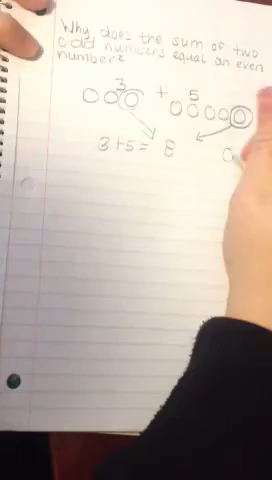 Why does the sum of two
odd numbers equal an even
number?
3 + 5
3+5= 8